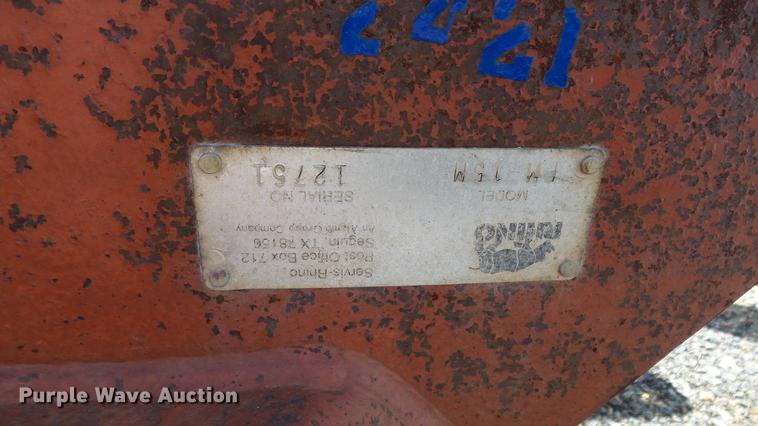 rhino
Servis-Rhino
Post Office Box 712
Seguin, TX 78156
An Alamo Group Company
MODEL
SERIAL NO
15M
12751
Purple Wave Auction